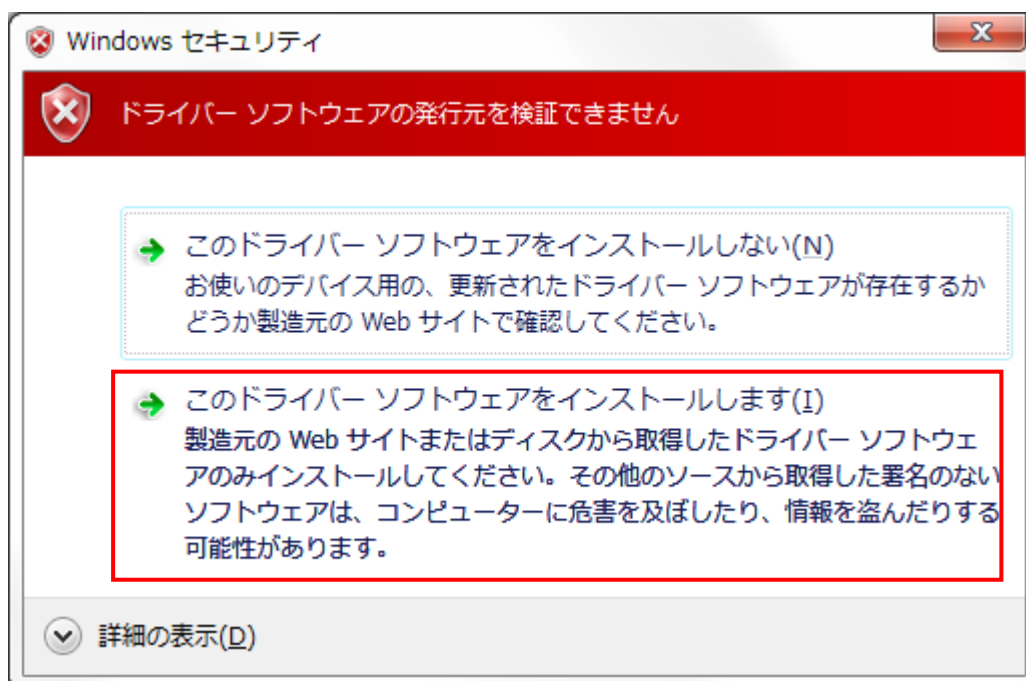 Windows セキュリティ
ドライバー ソフトウェアの発行元を検証できません
このドライバー ソフトウェアをインストールしない(N)
お使いのデバイス用の、更新されたドライバー ソフトウェアが存在するか
どうか製造元の Web サイトで確認してください。
このドライバー ソフトウェアをインストールします(I)
製造元の Web サイトまたはディスクから取得したドライバー ソフトウェ
アのみインストールしてください。その他のソースから取得した署名のない
ソフトウェアは、コンピューターに危害を及ぼしたり、情報を盗んだりする
可能性があります。
詳細の表示(D)